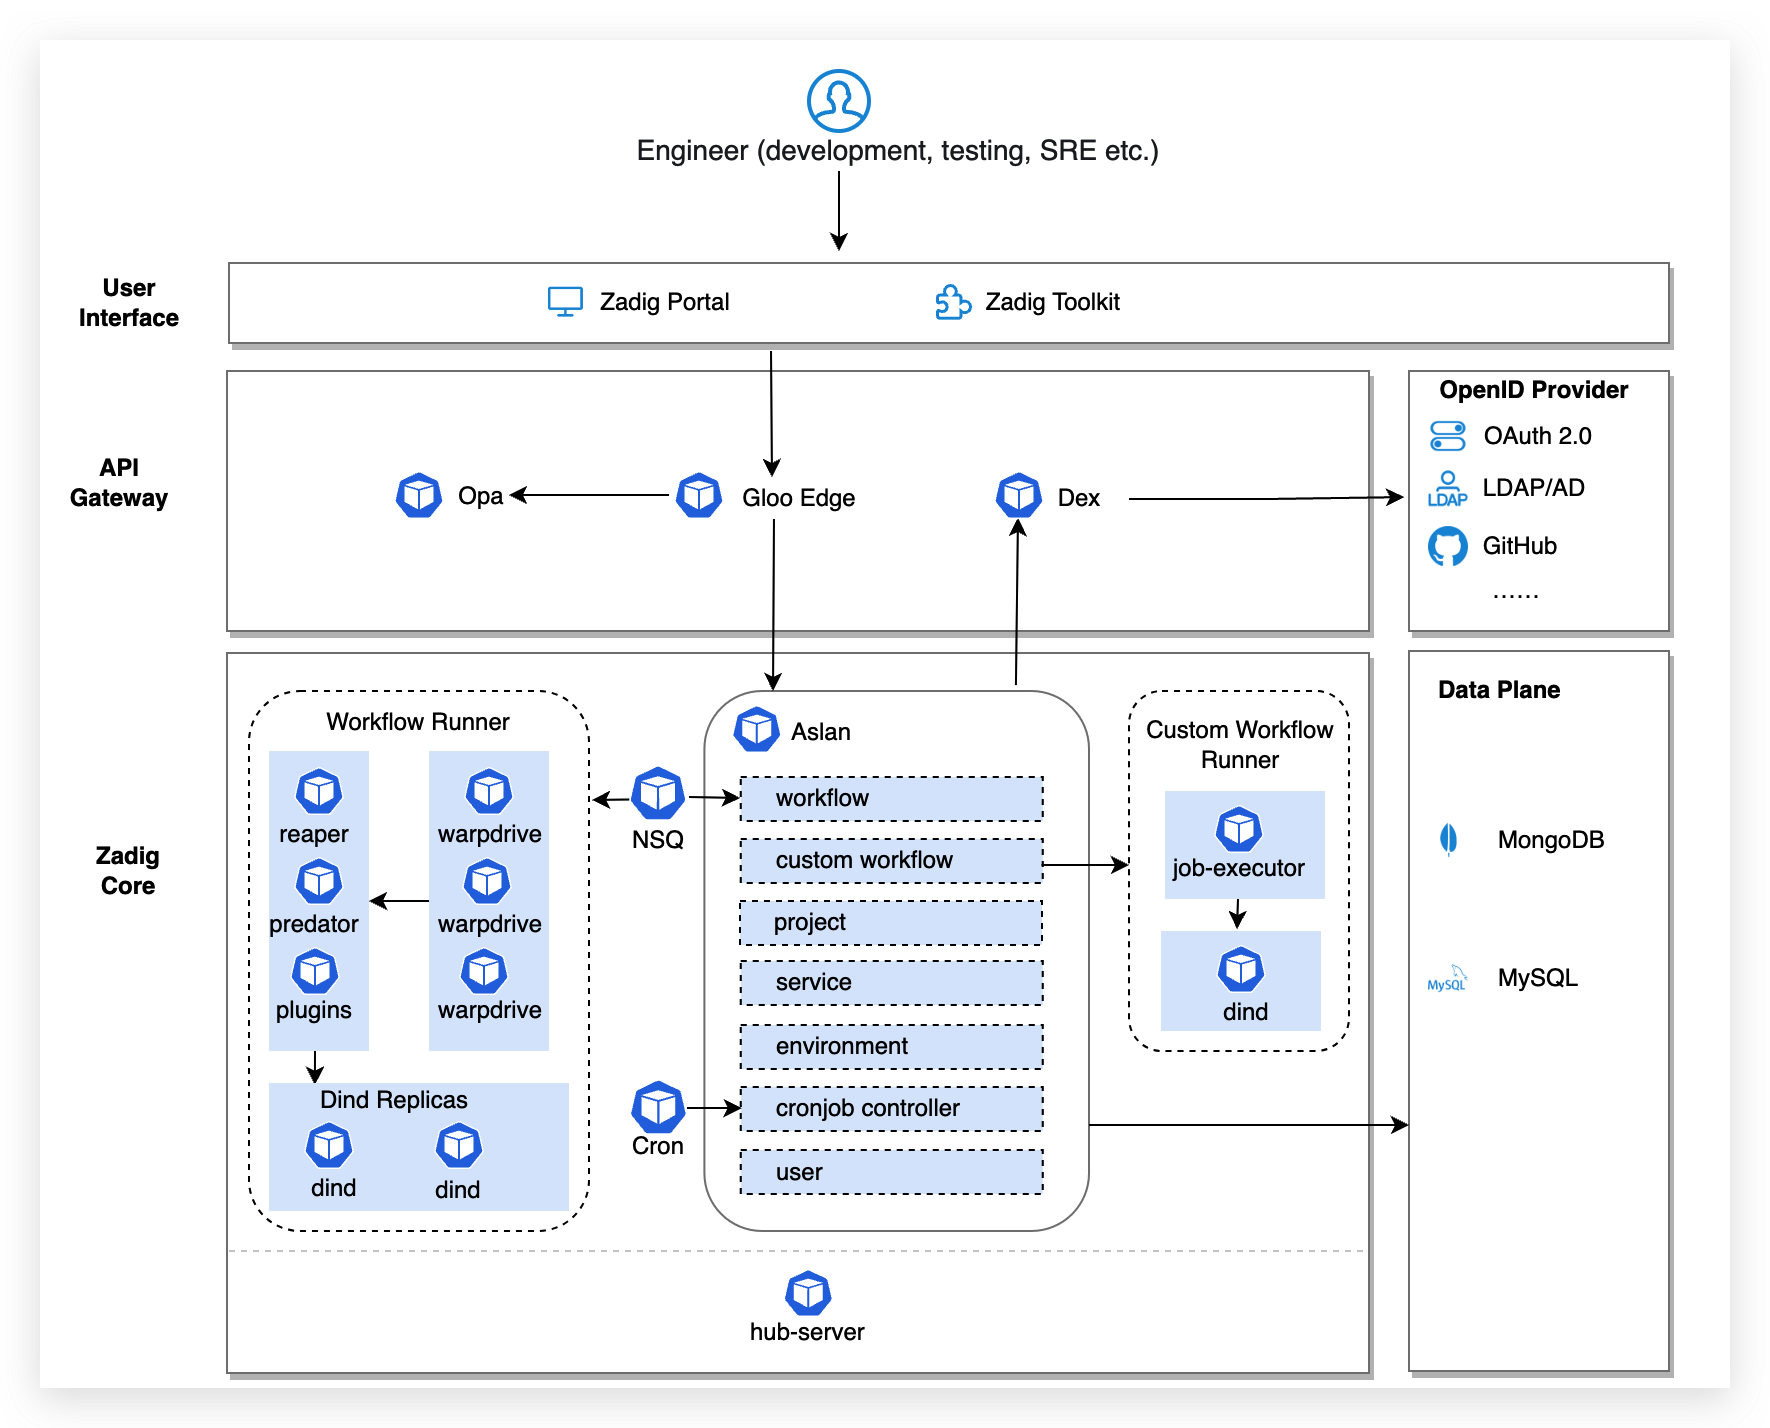 Engineer (development, testing, SRE etc.)
User
Interface
Zadig Portal
Zadig Toolkit
API
Gateway
Opa
Gloo Edge
Dex
OpenID Provider
OAuth 2.0
LDAP
LDAP/AD
GitHub
......
Zadig
Core
Workflow Runner
reaper
warpdrive
predator
warpdrive
plugins
warpdrive
Dind Replicas
dind
dind
NSQ
Cron
Aslan
workflow
custom workflow
project
service
environment
cronjob controller
user
Custom Workflow
Runner
job-executor
dind
hub-server
Data Plane
MongoDB
MySQL
MySQL